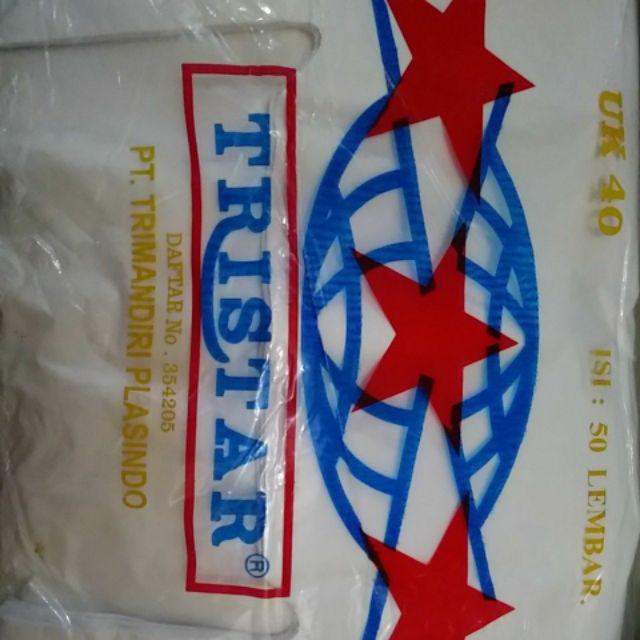 UK 40
ISI : 50 LEMBAR.
TRISTAR®
DAFTAR No. 354205
PT. TRIMANDIRI PLASINDO